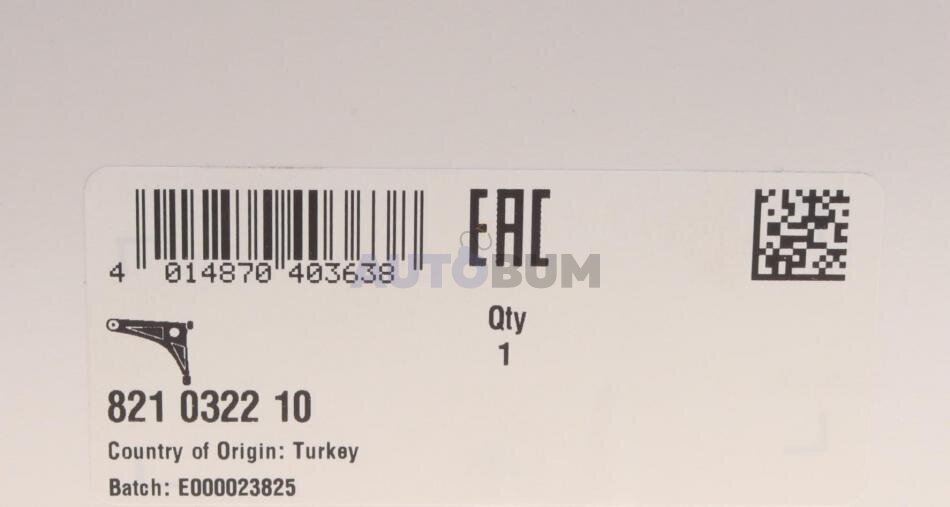 EAC
4 014870 403638
AUTOBUM
Qty
1
821 0322 10
Country of Origin: Turkey
Batch: E000023825